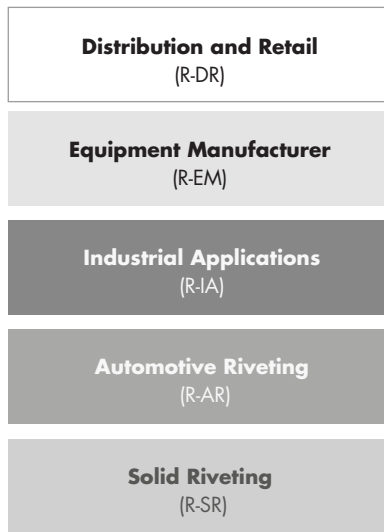 Distribution and Retail
(R-DR)
Equipment Manufacturer
(R-EM)
Industrial Applications
(R-IA)
Automotive Riveting
(R-AR)
Solid Riveting
(R-SR)